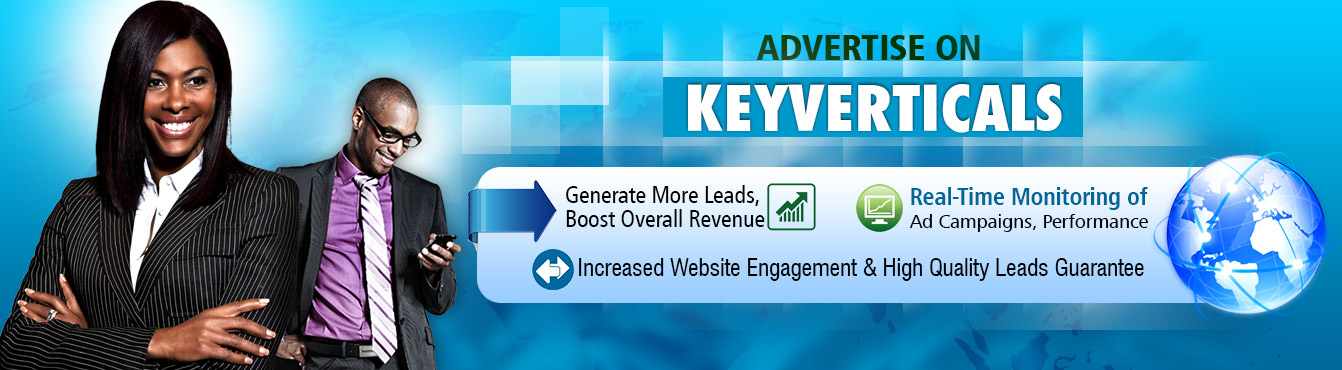 ADVERTISE ON
KEYVERTICALS
Generate More Leads,
Boost Overall Revenue
Real-Time Monitoring of
Ad Campaigns, Performance
Increased Website Engagement & High Quality Leads Guarantee